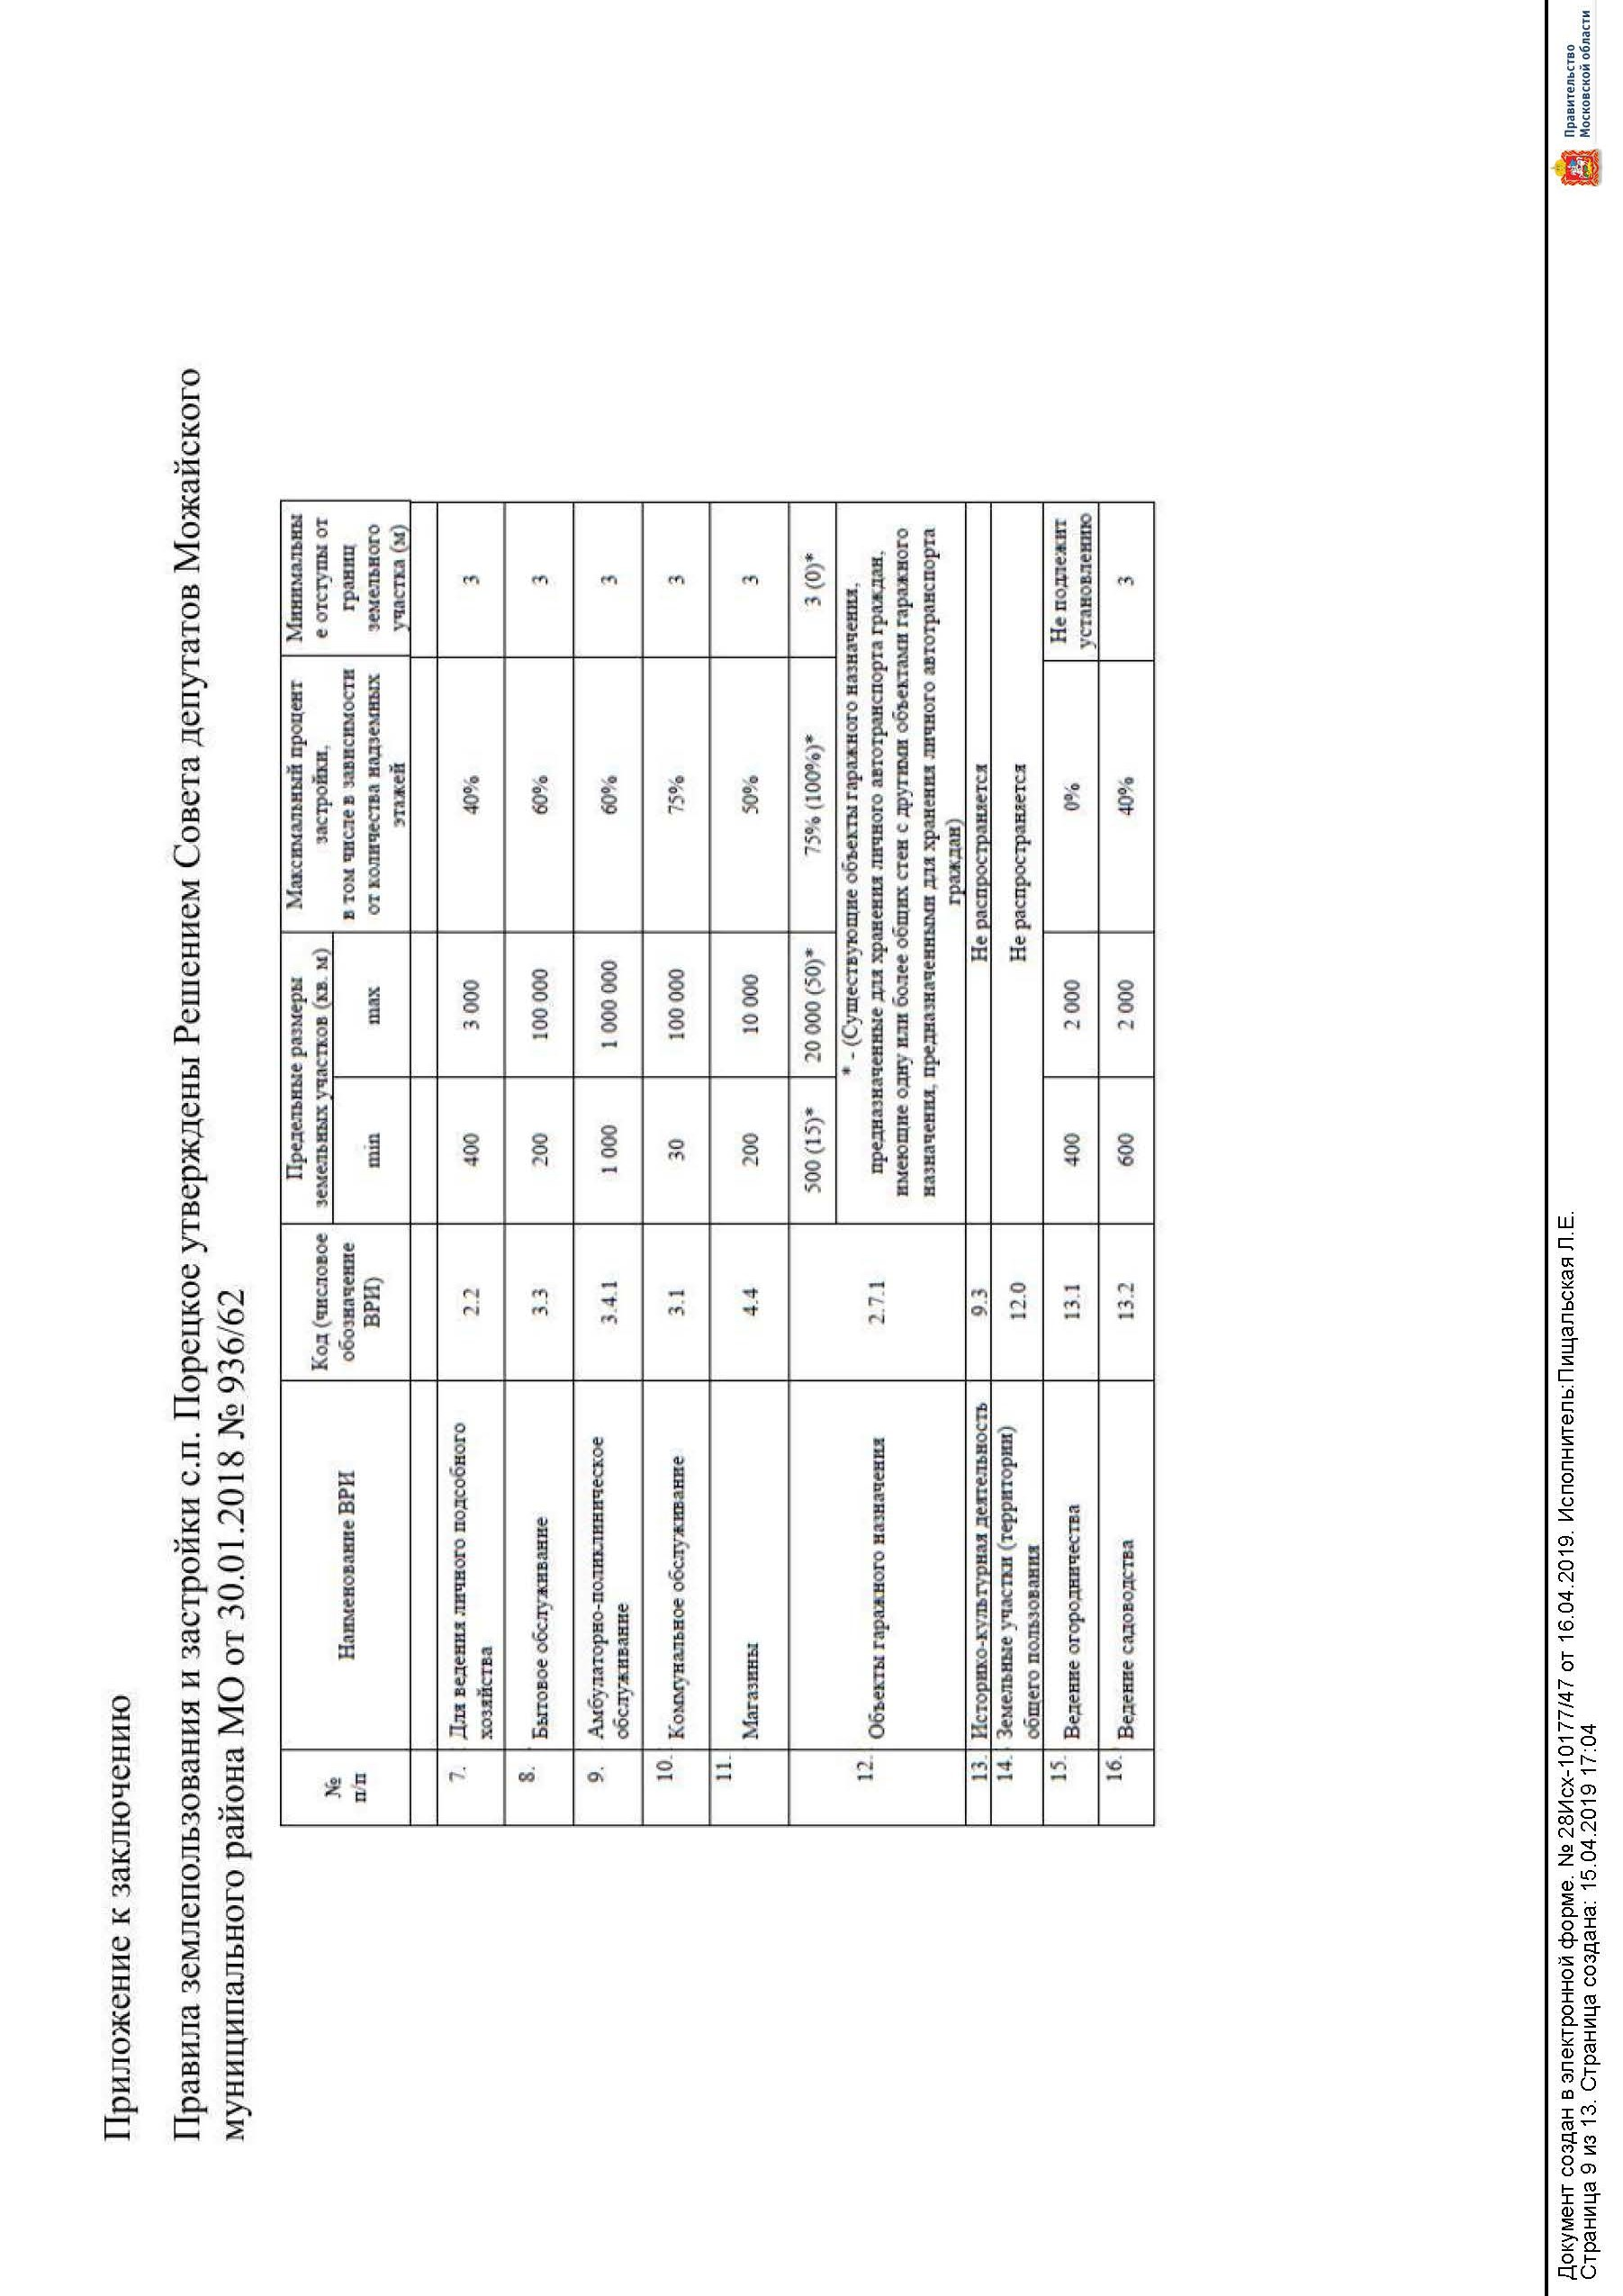 Приложение к заключению
Правила землепользования и застройки с.п. Порецкое утверждены Решением Совета депутатов Можайского
муниципального района МО от 30.01.2018 № 936/62
№
п/п
Наименование ВРИ
Код (числовое
обозначение
ВРИ)
Предельные размеры
земельных участков (кв. м)
min
max
Максимальный процент
застройки,
в том числе в зависимости
от количества надземных
этажей
Минимальны
е отступы от
границ
земельного
участка (м)
7. Для ведения личного подсобного
хозяйства
2.2 400 3 000 40% 3
8. Бытовое обслуживание 3.3 200 100 000 60% 3
9. Амбулаторно-поликлиническое
обслуживание
3.4.1 1 000 1 000 000 60% 3
10. Коммунальное обслуживание 3.1 30 100 000 75% 3
11. Магазины 4.4 200 10 000 50% 3
12. Объекты гаражного назначения 2.7.1
500 (15)* 20 000 (50)* 75% (100%)* 3 (0)*
* - (Существующие объекты гаражного назначения,
предназначенные для хранения личного автотранспорта граждан,
имеющие одну или более общих стен с другими объектами гаражного
назначения, предназначенными для хранения личного автотранспорта
граждан)
13. Историко-культурная деятельность 9.3 Не распространяется
14. Земельные участки (территории)
общего пользования
12.0 Не распространяется
15. Ведение огородничества 13.1 400 2 000 0% Не подлежит
установлению
16. Ведение садоводства 13.2 600 2 000 40% 3
Документ создан в электронной форме. № 28Исх-10177/47 от 16.04.2019. Исполнитель:Пищальская Л.Е.
Страница 9 из 13. Страница создана: 15.04.2019 17:04
Правительство
Московской области